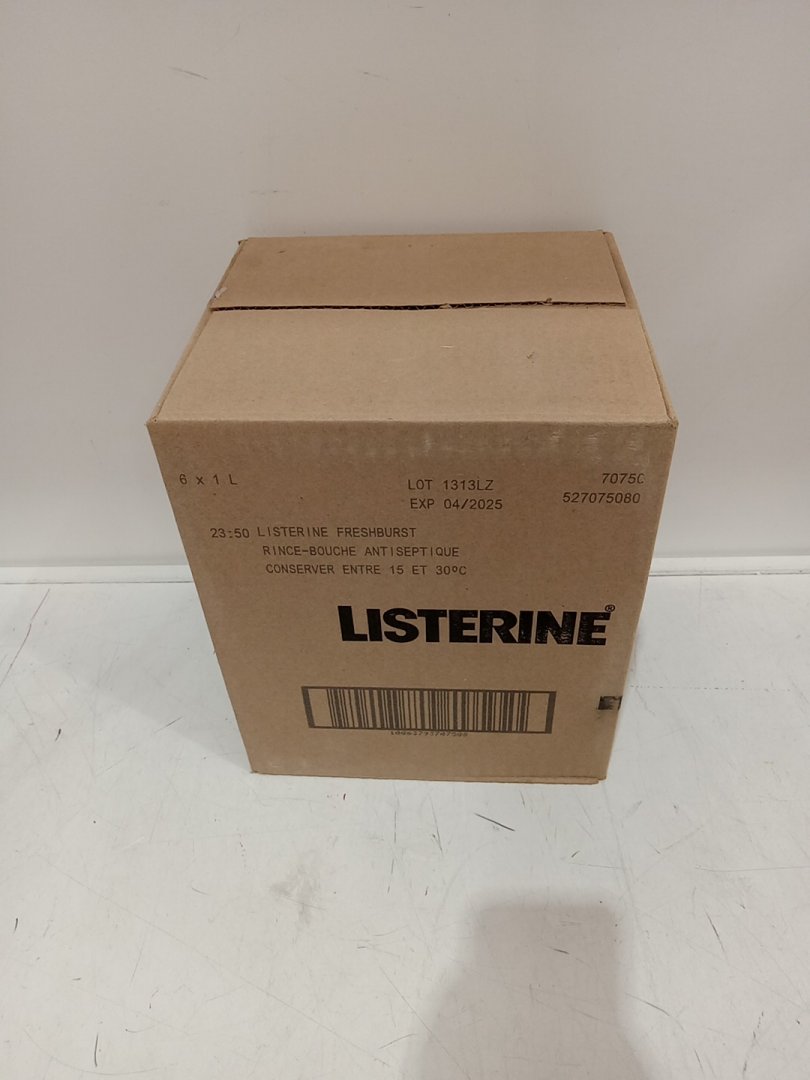 6 x 1 L
LOT 1313LZ
7075C
EXP 04/2025
527075080
23:50 LISTERINE FRESHBURST
RINCE-BOUCHE ANTISEPTIQUE
CONSERVER ENTRE 15 ET 30ºC
LISTERINE®